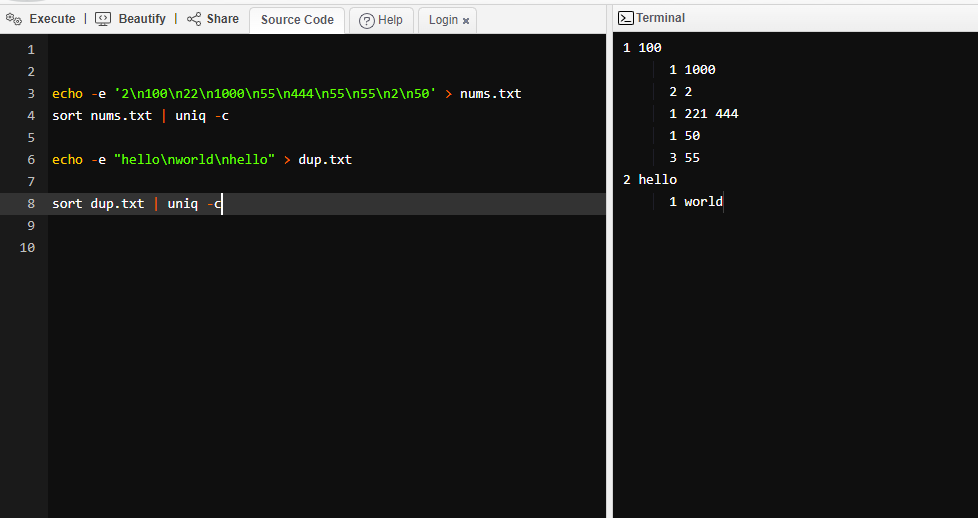 Execute | Beautify | Share Source Code Help Login x
Terminal
1
2
3 echo -e '2\n100\n22\n1000\n55\n444\n55\n55\n2\n50' > nums.txt
4 sort nums.txt | uniq -c
5
6 echo -e "hello\nworld\nhello" > dup.txt
7
8 sort dup.txt | uniq -c
9
10
1 100
1 1000
2 2
1 221 444
1 50
3 55
2 hello
1 world